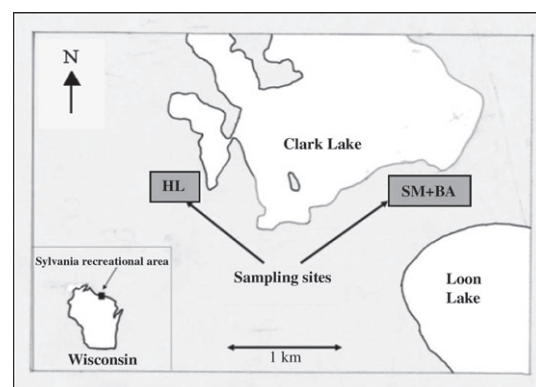 N
Clark Lake
HL
SM+BA
Sylvania recreational area
Sampling sites
Loon
Lake
Wisconsin
1 km